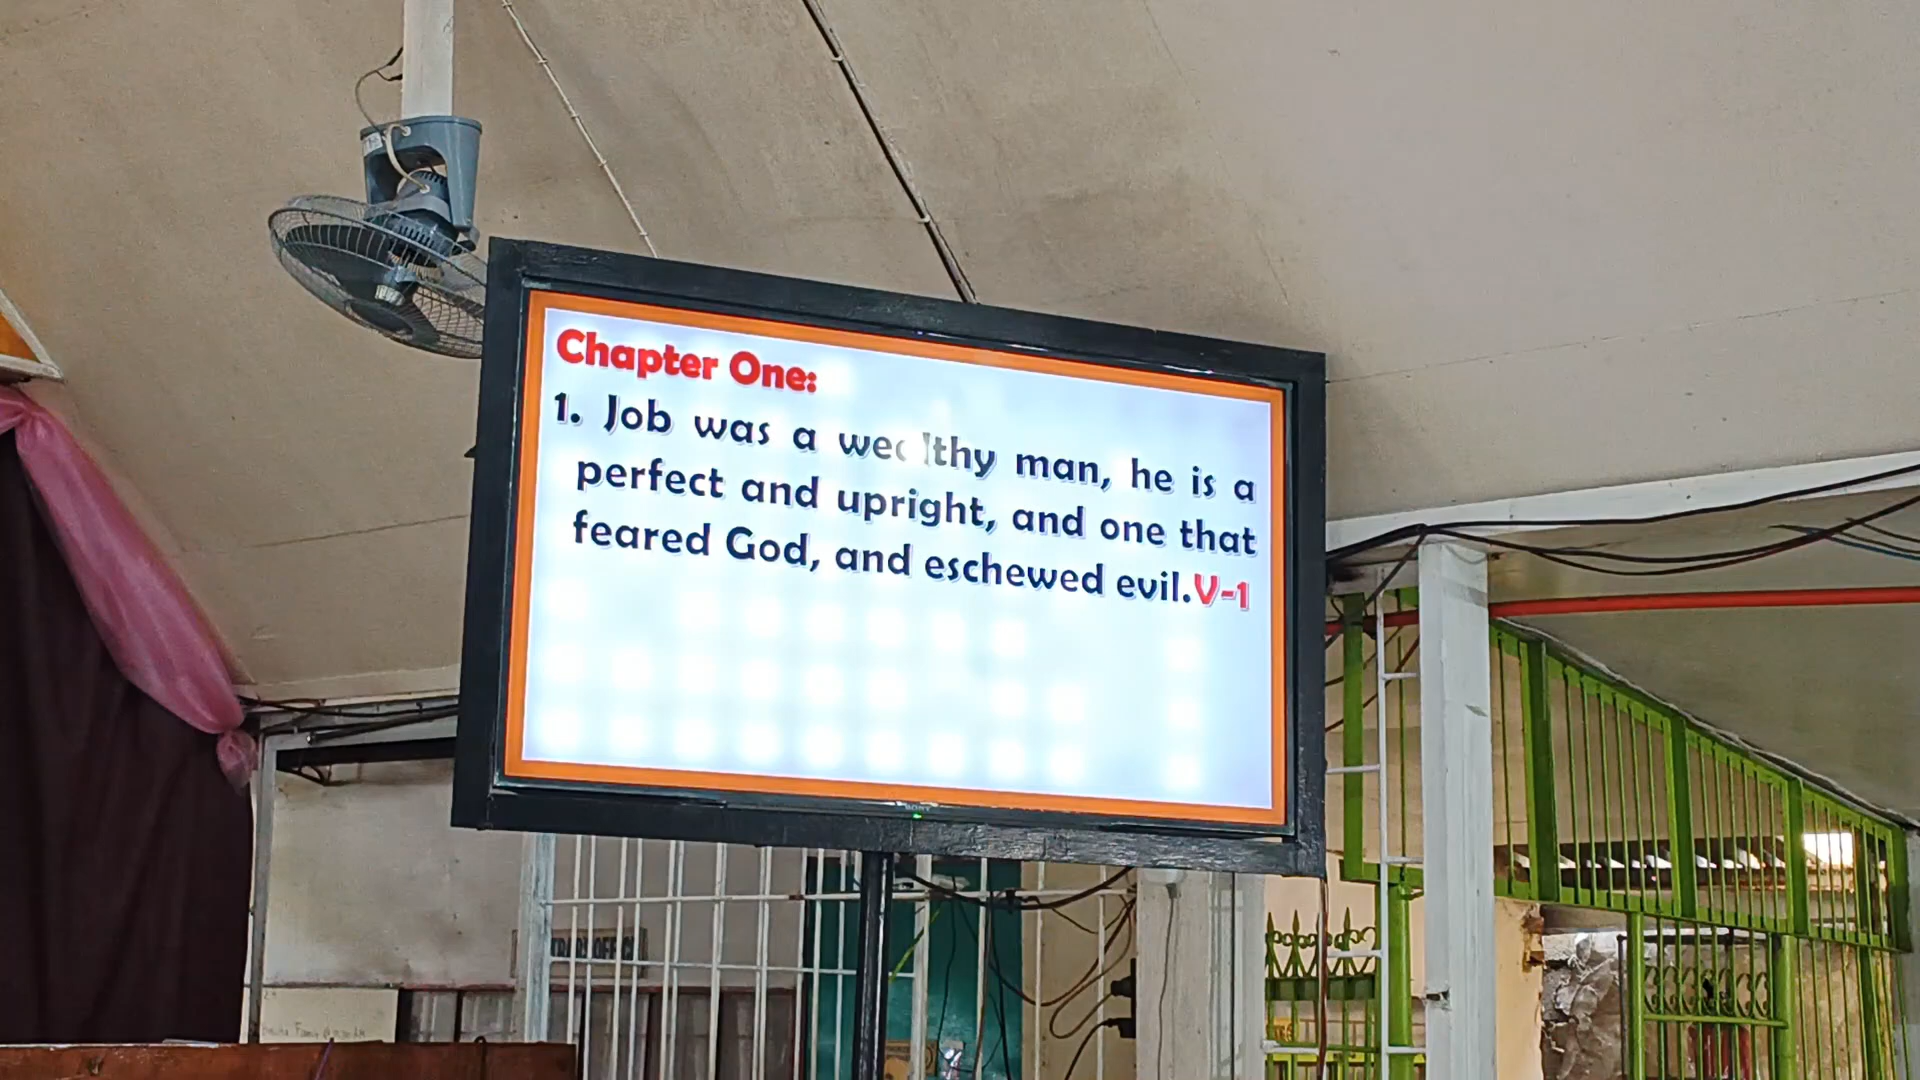 Chapter One:
1. Job was a wealthy man, he is a
perfect and upright, and one that
feared God, and eschewed evil.V-1
SONY